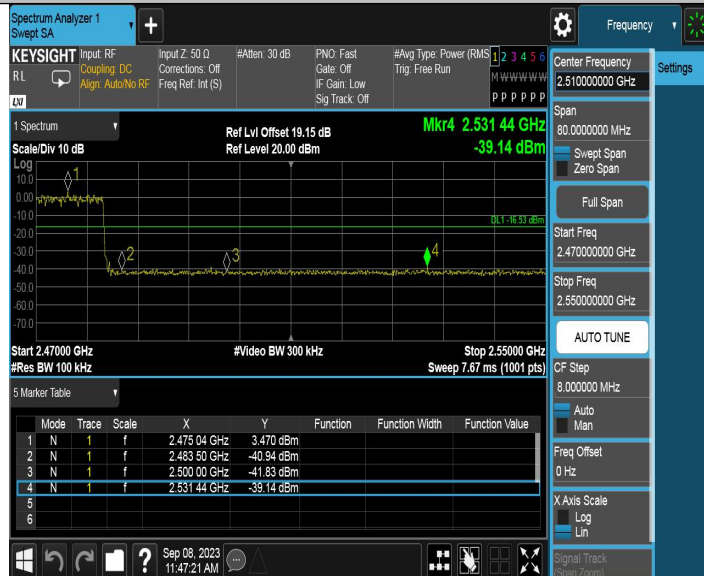 Spectrum Analyzer 1
Swept SA
+
Frequency
KEYSIGHT
RL
LXI
Input: RF
Coupling: DC
Align: Auto/No RF
Input Z: 50 Ω
Corrections: Off
Freq Ref: Int (S)
#Atten: 30 dB
PNO: Fast
Gate: Off
IF Gain: Low
Sig Track: Off
#Avg Type: Power (RMS
Trig: Free Run
1 2 3 4 5 6
M W W W W W
P P P P P P
1 Spectrum
Scale/Div 10 dB
Ref Lvl Offset 19.15 dB
Ref Level 20.00 dBm
Mkr4 2.531 44 GHz
-39.14 dBm
Log
10.0
0.00
-10.0
-20.0
-30.0
-40.0
-50.0
-60.0
-70.0
1
2
3
4
DL1 -16.53 dBm
Start 2.47000 GHz
#Video BW 300 kHz
Stop 2.55000 GHz
#Res BW 100 kHz
Sweep 7.67 ms (1001 pts)
5 Marker Table
Mode Trace Scale X Y Function Function Width Function Value
1 N 1 f 2.475 04 GHz 3.470 dBm
2 N 1 f 2.483 50 GHz -40.94 dBm
3 N 1 f 2.500 00 GHz -41.83 dBm
4 N 1 f 2.531 44 GHz -39.14 dBm
5
6
?
Sep 08, 2023
11:47:21 AM
Center Frequency
2.510000000 GHz
Settings
Span
80.0000000 MHz
Swept Span
Zero Span
Full Span
Start Freq
2.470000000 GHz
Stop Freq
2.550000000 GHz
AUTO TUNE
CF Step
8.000000 MHz
Auto
Man
Freq Offset
0 Hz
X Axis Scale
Log
Lin
Signal Track
(Span Zoom)